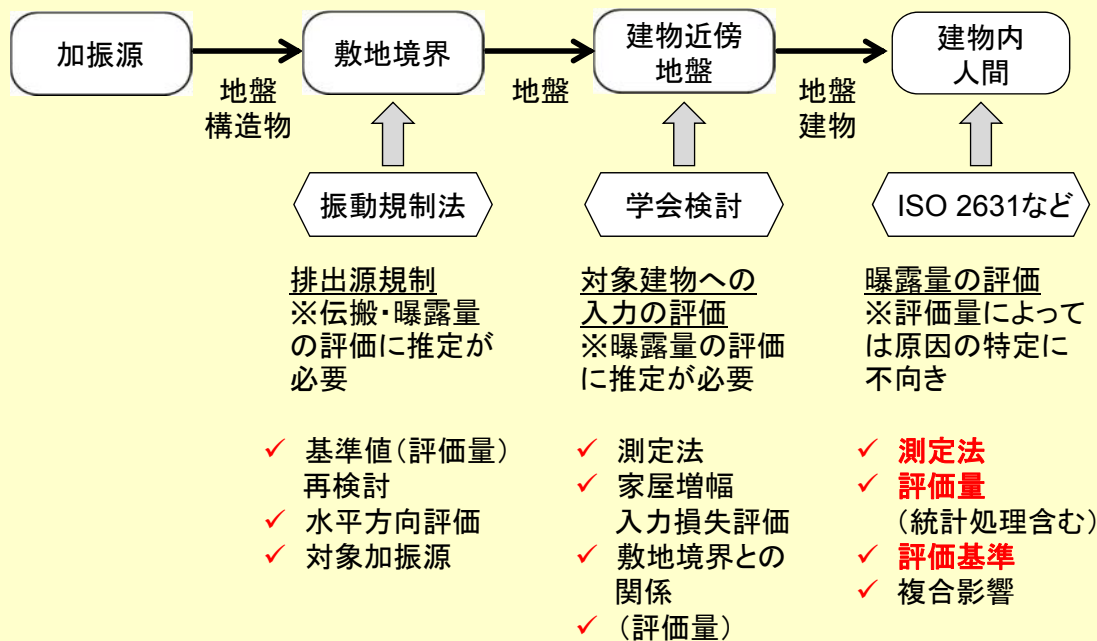 加振源
敷地境界
建物近傍
地盤
建物内
人間
地盤
構造物
地盤
地盤
建物
振動規制法
学会検討
ISO 2631など
排出源規制
※伝搬・曝露量
の評価に推定が
必要
対象建物への
入力の評価
※曝露量の評価
に推定が必要
曝露量の評価
※評価量によって
は原因の特定に
不向き
✓ 基準値(評価量)
再検討
✓ 水平方向評価
✓ 対象加振源
✓ 測定法
✓ 家屋増幅
入力損失評価
✓ 敷地境界との
関係
✓ (評価量)
✓ 測定法
✓ 評価量
(統計処理含む)
✓ 評価基準
✓ 複合影響